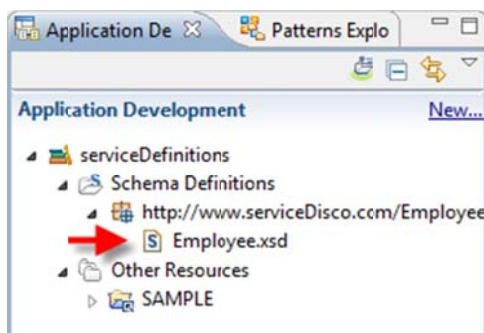 Application De Patterns Explo
Application Development New...
serviceDefinitions
Schema Definitions
http://www.serviceDisco.com/Employee
S Employee.xsd
Other Resources
SAMPLE